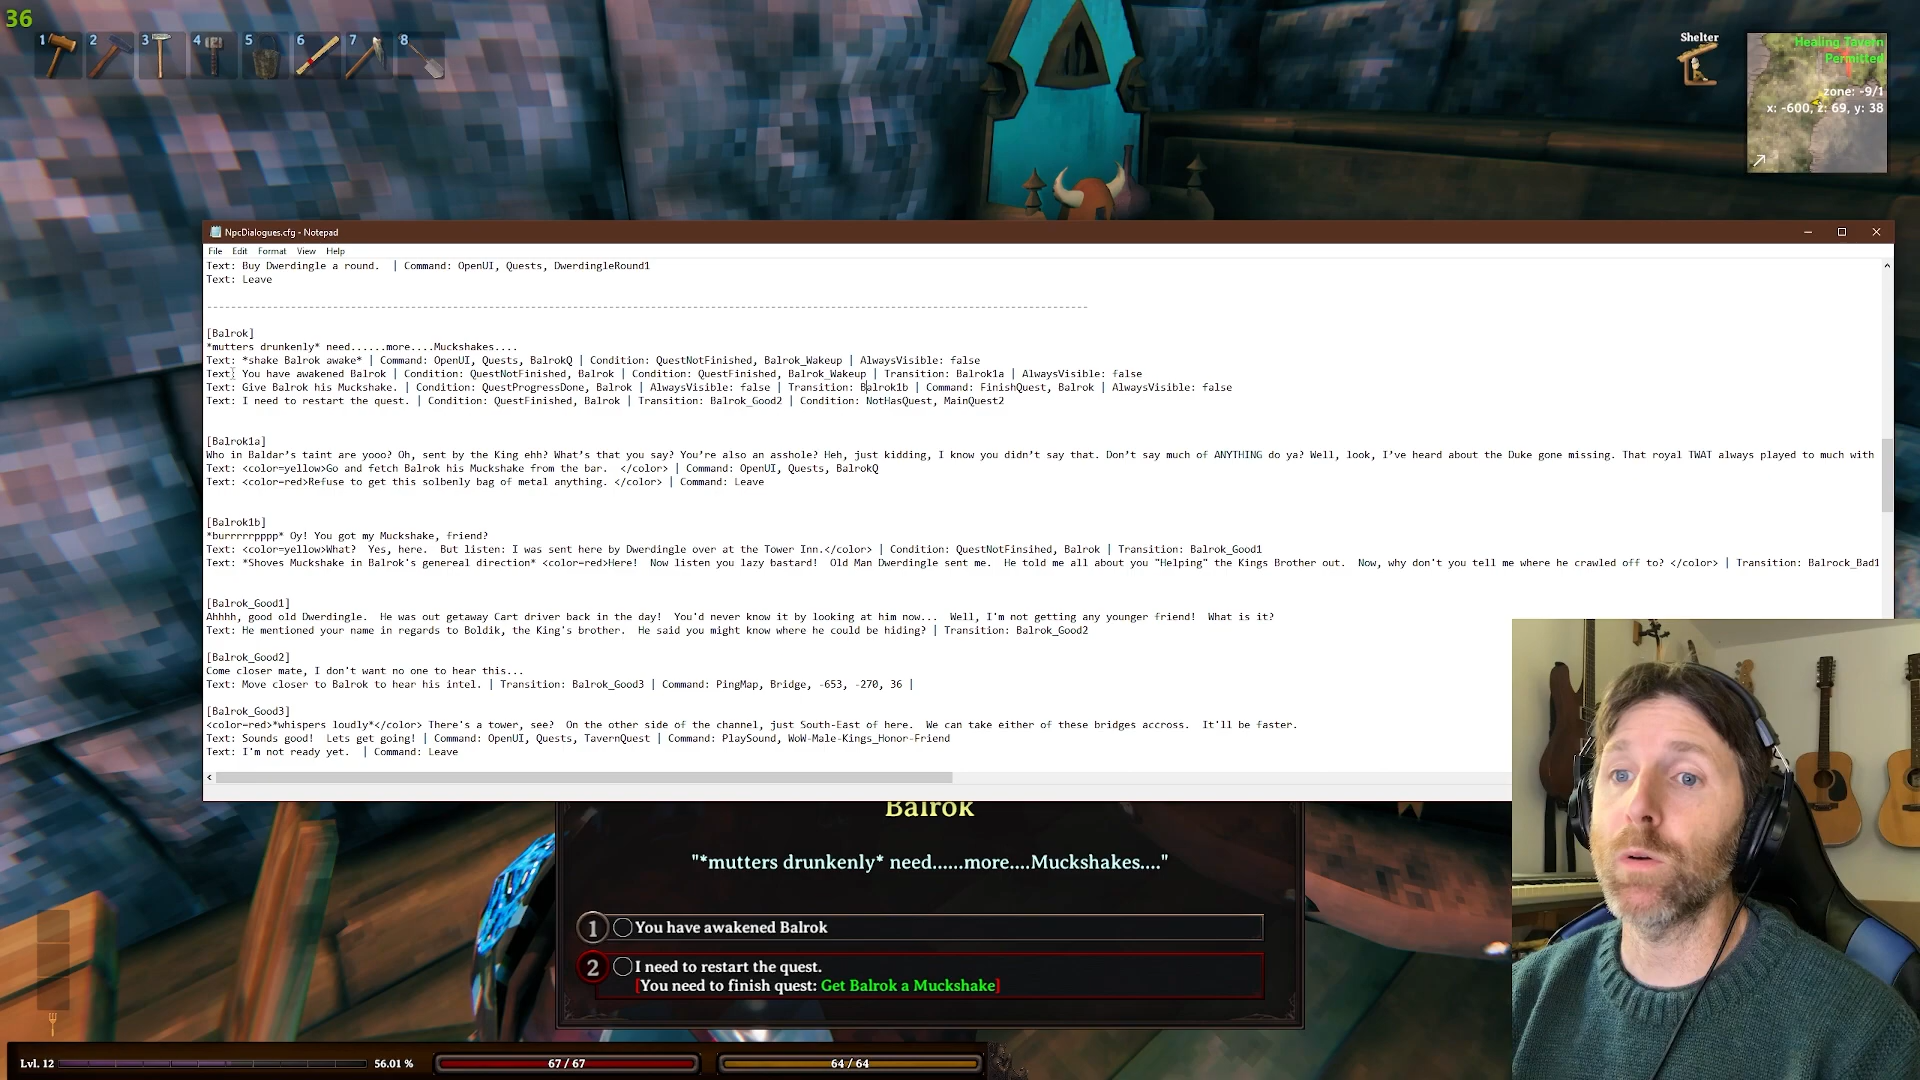 36
1 2 3 4 5 6 7 8
Shelter
Healing Tavern
Permitted
zone: -9/1
x: -600, z: 69, y: 38
NpcDialogues.cfg - Notepad
File Edit Format View Help
Text: Buy Dwerdingle a round.  | Command: OpenUI, Quests, DwerdingleRound1
Text: Leave
[Balrok]
*mutters drunkenly* need......more....Muckshakes....
Text: *shake Balrok awake* | Command: OpenUI, Quests, BalrokQ | Condition: QuestNotFinished, Balrok_Wakeup | AlwaysVisible: false
Text: You have awakened Balrok | Condition: QuestNotFinished, Balrok | Condition: QuestFinished, Balrok_Wakeup | Transition: Balrok1a | AlwaysVisible: false
Text: Give Balrok his Muckshake. | Condition: QuestProgressDone, Balrok | AlwaysVisible: false | Transition: Balrok1b | Command: FinishQuest, Balrok | AlwaysVisible: false
Text: I need to restart the quest. | Condition: QuestFinished, Balrok | Transition: Balrok_Good2 | Condition: NotHasQuest, MainQuest2
[Balrok1a]
Who in Baldar’s taint are yooo? Oh, sent by the King ehh? What’s that you say? You’re also an asshole? Heh, just kidding, I know you didn’t say that. Don’t say much of ANYTHING do ya? Well, look, I’ve heard about the Duke gone missing. That royal TWAT always played to much with
Text: <color=yellow>Go and fetch Balrok his Muckshake from the bar.  </color> | Command: OpenUI, Quests, BalrokQ
Text: <color=red>Refuse to get this solbenly bag of metal anything. </color> | Command: Leave
[Balrok1b]
*burrrrrpppp* Oy! You got my Muckshake, friend?
Text: <color=yellow>What?  Yes, here.  But listen: I was sent here by Dwerdingle over at the Tower Inn.</color> | Condition: QuestNotFinsihed, Balrok | Transition: Balrok_Good1
Text: *Shoves Muckshake in Balrok's genereal direction* <color=red>Here!  Now listen you lazy bastard!  Old Man Dwerdingle sent me.  He told me all about you "Helping" the Kings Brother out.  Now, why don't you tell me where he crawled off to? </color> | Transition: Balrock_Bad1
[Balrok_Good1]
Ahhhh, good old Dwerdingle.  He was out getaway Cart driver back in the day!  You'd never know it by looking at him now...  Well, I'm not getting any younger friend!  What is it?
Text: He mentioned your name in regards to Boldik, the King's brother.  He said you might know where he could be hiding? | Transition: Balrok_Good2
[Balrok_Good2]
Come closer mate, I don't want no one to hear this...
Text: Move closer to Balrok to hear his intel. | Transition: Balrok_Good3 | Command: PingMap, Bridge, -653, -270, 36 |
[Balrok_Good3]
<color=red>*whispers loudly*</color> There's a tower, see?  On the other side of the channel, just South-East of here.  We can take either of these bridges accross.  It'll be faster.
Text: Sounds good!  Lets get going! | Command: OpenUI, Quests, TavernQuest | Command: PlaySound, WoW-Male-Kings_Honor-Friend
Text: I'm not ready yet.  | Command: Leave
Balrok
"*mutters drunkenly* need......more....Muckshakes...."
1 You have awakened Balrok
2 I need to restart the quest.
[You need to finish quest: Get Balrok a Muckshake]
Lvl. 12 56.01 % 67 / 67 64 / 64